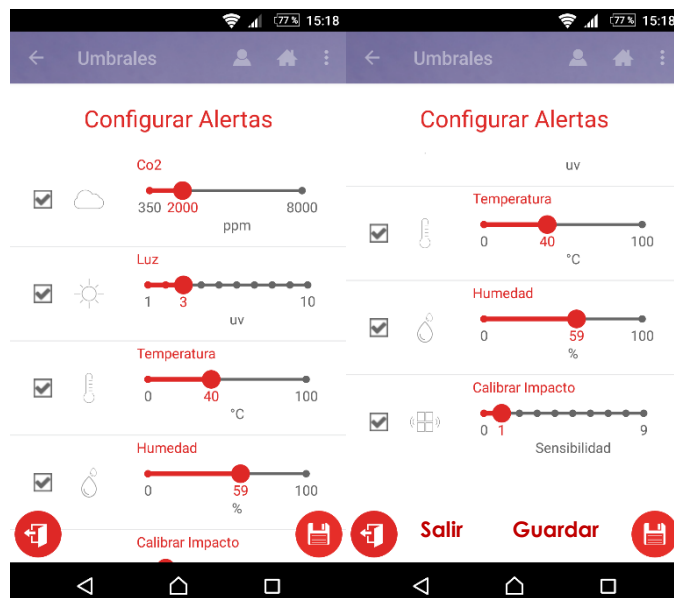 77% 15:18
Umbrales
Configurar Alertas
Co2
350 2000 8000
ppm
Luz
1 3 10
uv
Temperatura
0 40 100
°C
Humedad
0 59 100
%
Calibrar Impacto
77% 15:18
Umbrales
Configurar Alertas
uv
Temperatura
0 40 100
°C
Humedad
0 59 100
%
Calibrar Impacto
0 1 9
Sensibilidad
Salir Guardar